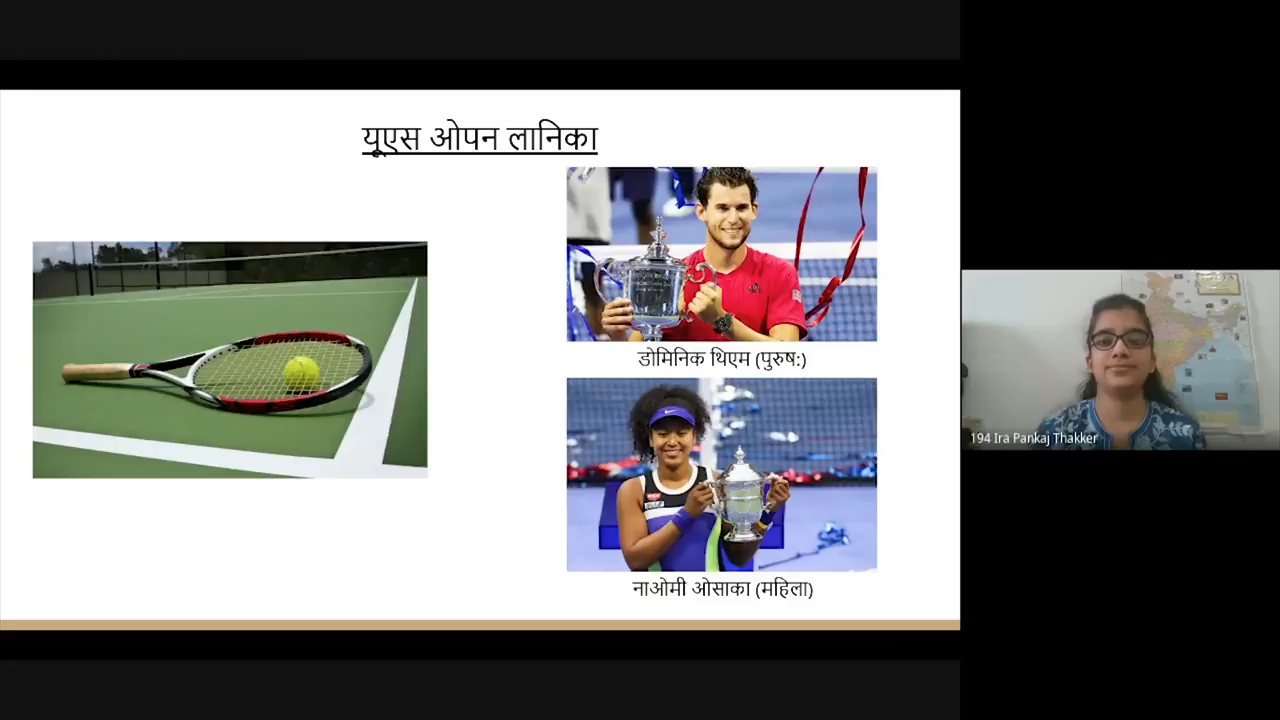 यूएस ओपन लानिका
डोमिनिक थिएम (पुरुष:)
नाओमी ओसाका (महिला)
194 Ira Pankaj Thakker